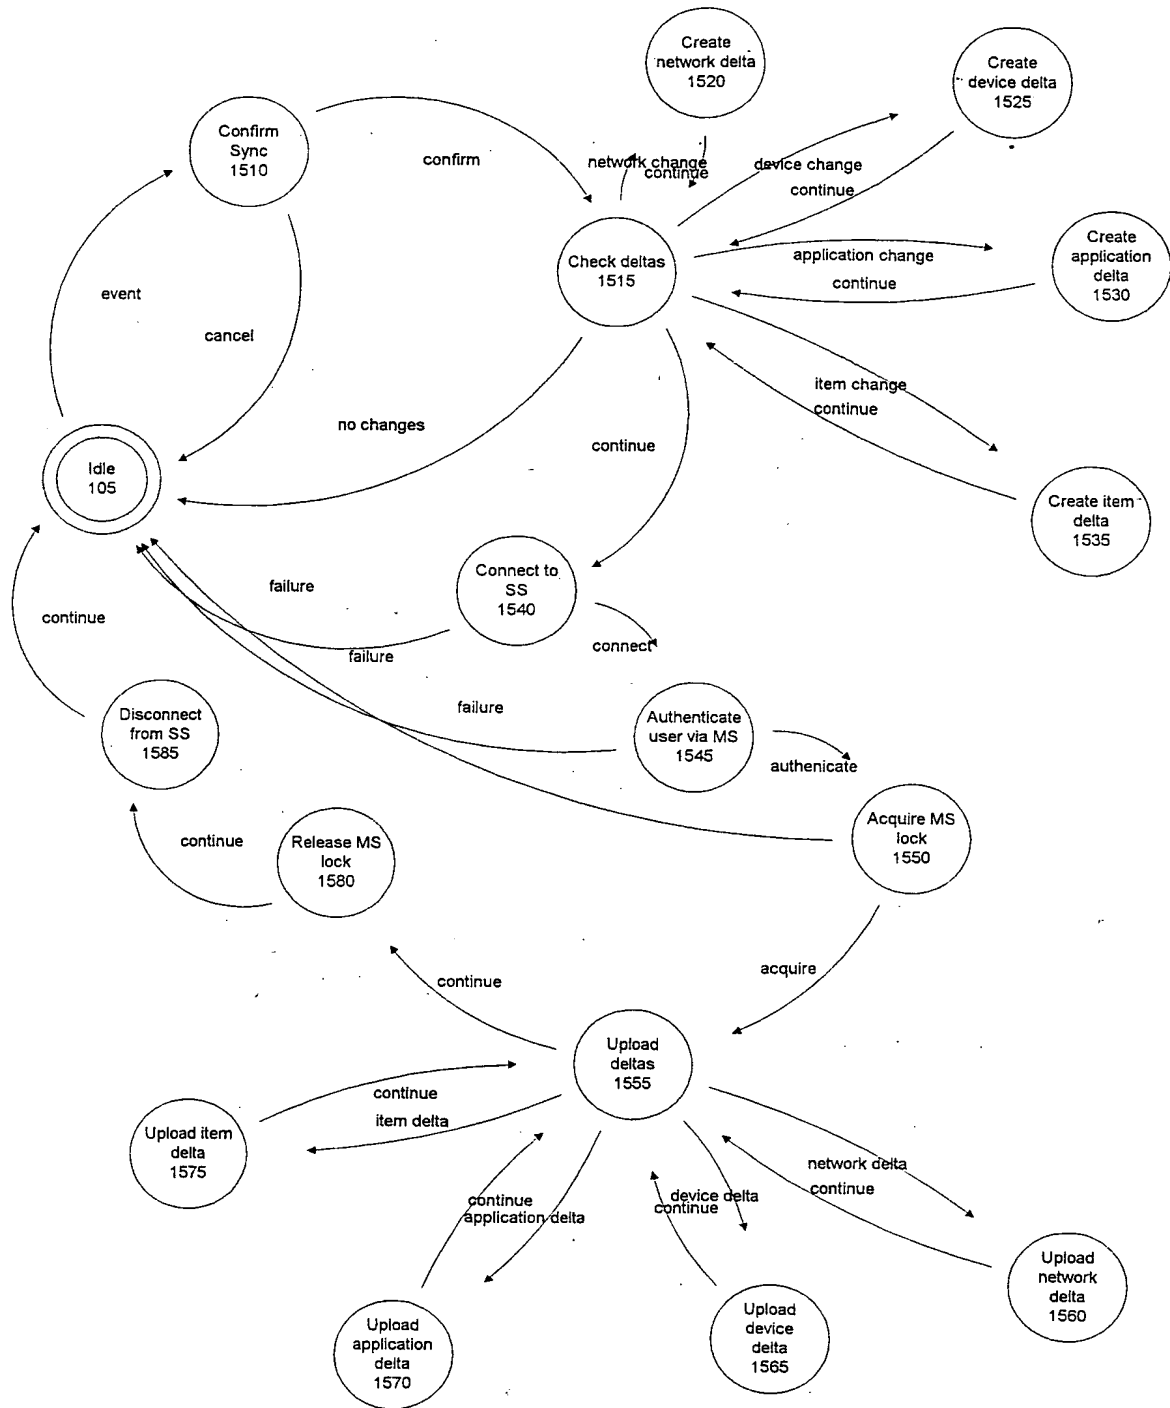 Create
network delta
1520
Create
device delta
1525
Confirm
Sync
1510
confirm
network change
continue
device change
continue
Check deltas
1515
application change
continue
Create
application
delta
1530
event
cancel
item change
continue
no changes
continue
Idle
105
Create item
delta
1535
Connect to
SS
1540
failure
connect
continue
failure
failure
Disconnect
from SS
1585
Authenticate
user via MS
1545
authenicate
Acquire MS
lock
1550
continue
Release MS
lock
1580
acquire
continue
Upload
deltas
1555
continue
item delta
Upload item
delta
1575
network delta
continue
device delta
continue
continue
application delta
Upload
network
delta
1560
Upload
device
delta
1565
Upload
application
delta
1570